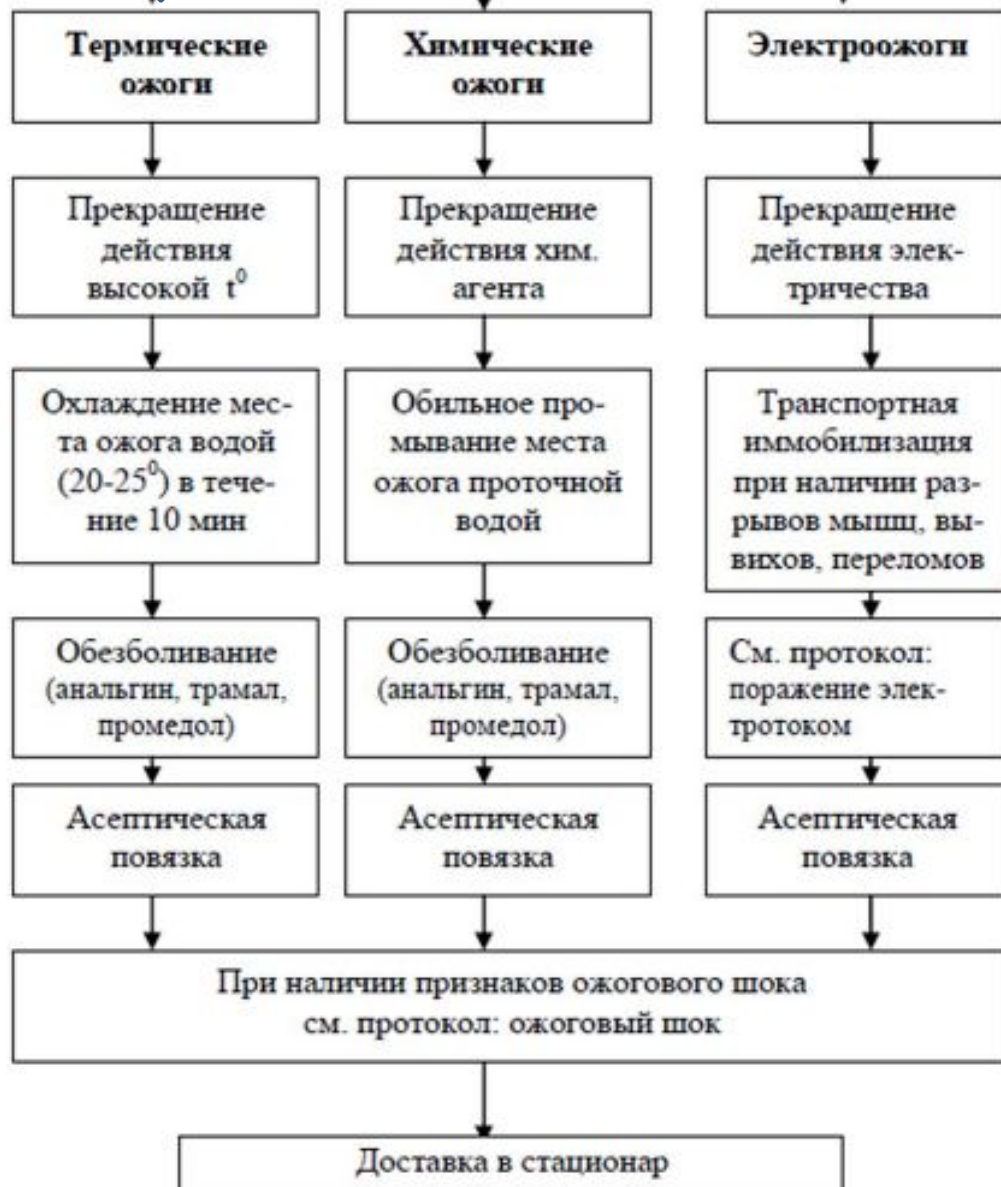 Термические
ожоги
Химические
ожоги
Электроожоги
Прекращение
действия
высокой t⁰
Прекращение
действия хим.
агента
Прекращение
действия элек-
тричества
Охлаждение мес-
та ожога водой
(20-25⁰) в тече-
ние 10 мин
Обильное про-
мывание места
ожога проточной
водой
Транспортная
иммобилизация
при наличии раз-
рывов мышц, вы-
вихов, переломов
Обезболивание
(анальгин, трамал,
промедол)
Обезболивание
(анальгин, трамал,
промедол)
См. протокол:
поражение элек-
тротоком
Асептическая
повязка
Асептическая
повязка
Асептическая
повязка
При наличии признаков ожогового шока
см. протокол: ожоговый шок
Доставка в стационар